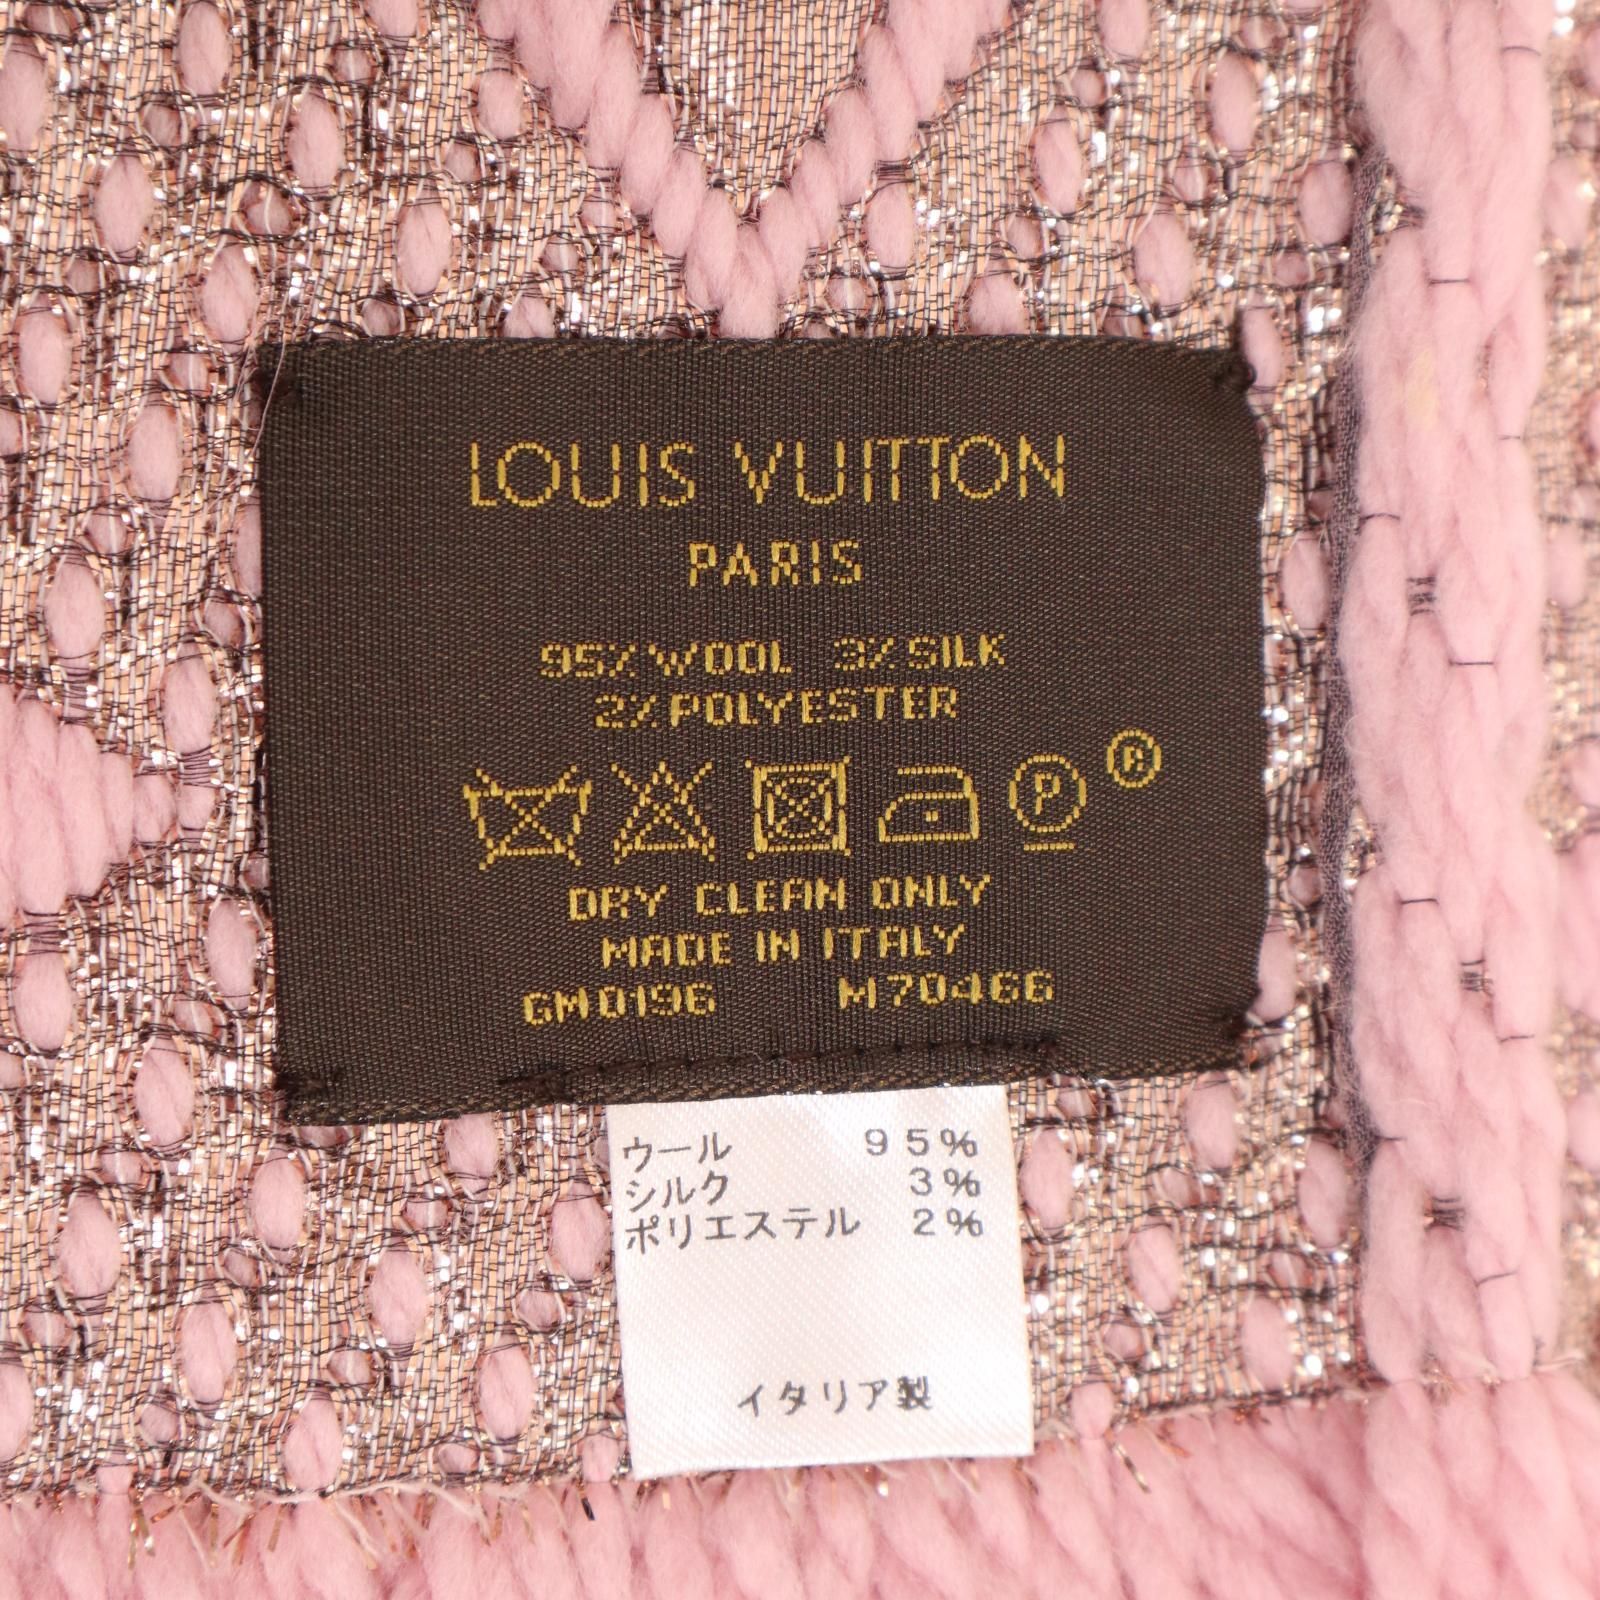 LOUIS VUITTON
PARIS
95% WOOL 3% SILK
2% POLYESTER
P ®
DRY CLEAN ONLY
MADE IN ITALY
GM0196 M70466
ウール 95%
シルク 3%
ポリエステル 2%
イタリア製